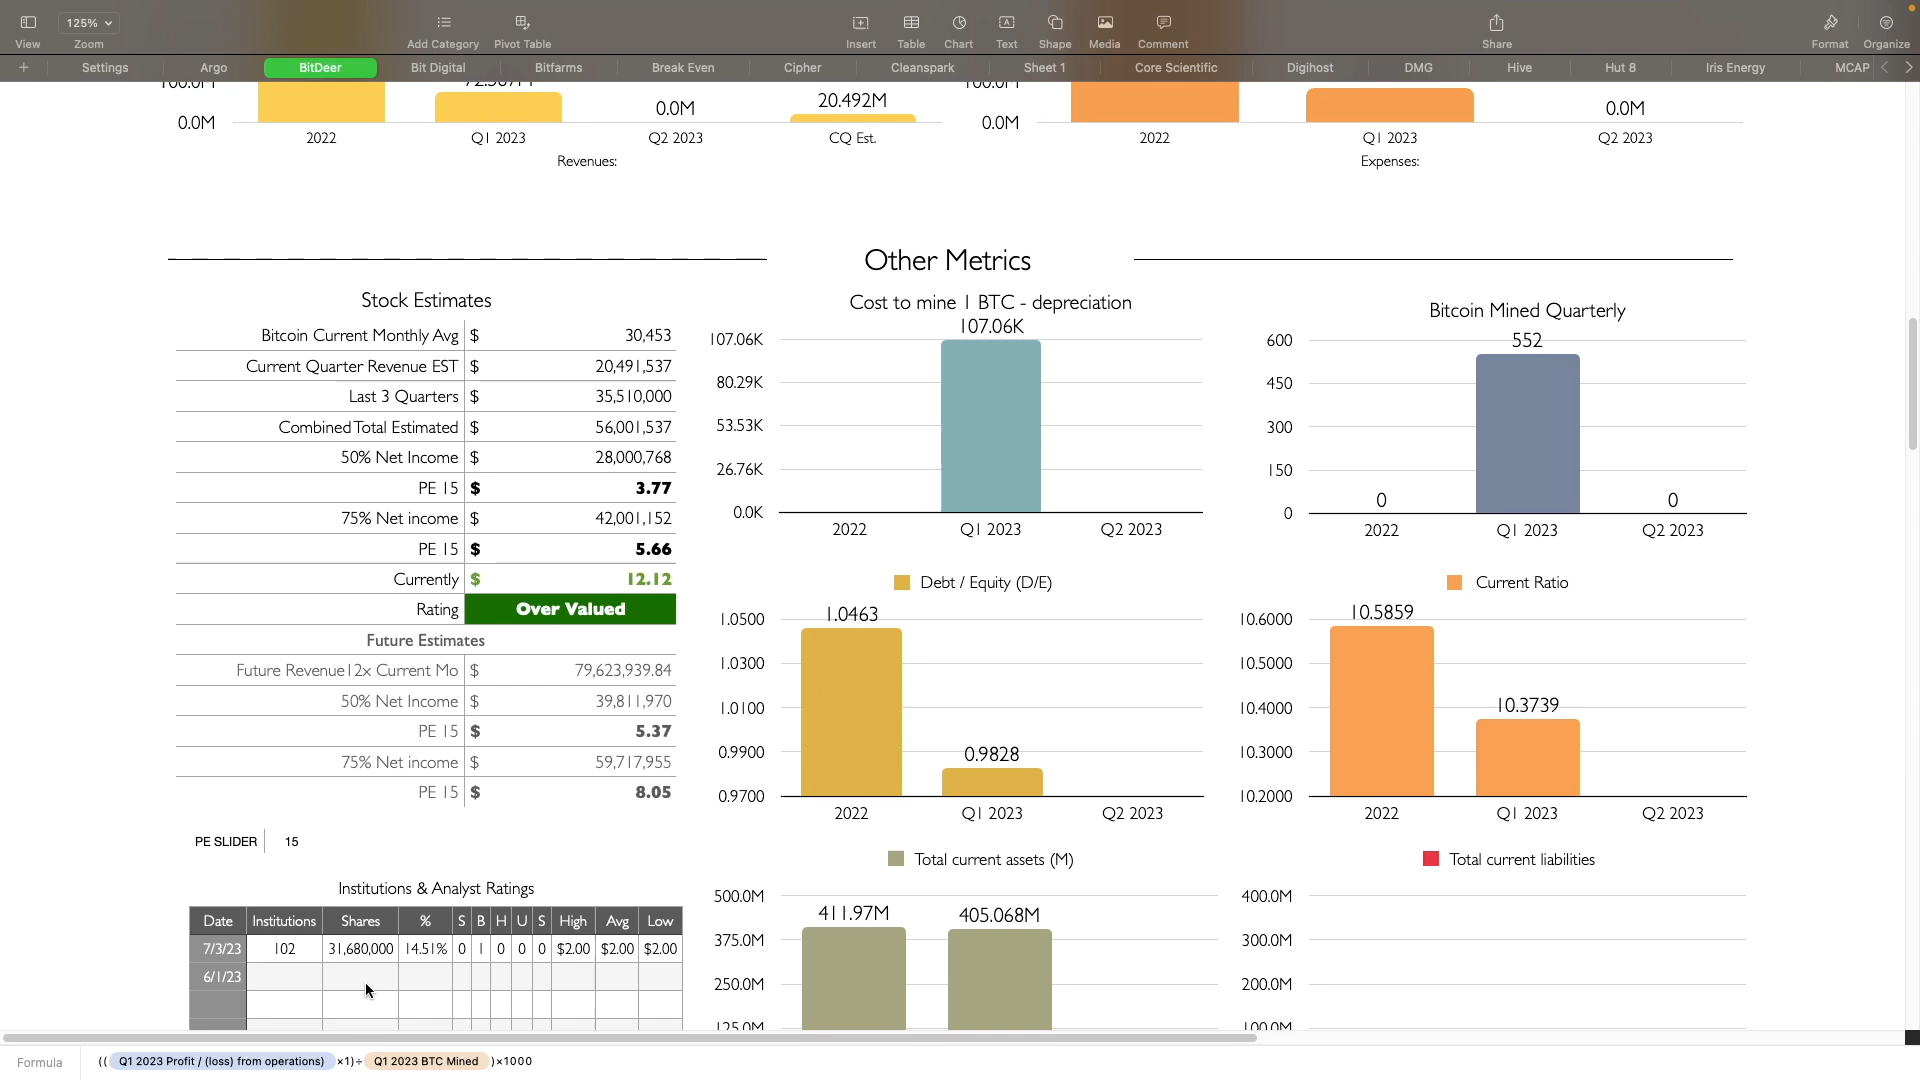 View
125%
Zoom
Add Category
Pivot Table
Insert
Table
Chart
Text
Shape
Media
Comment
Share
Format
Organize
Settings
Argo
BitDeer
Bit Digital
Bitfarms
Break Even
Cipher
Cleanspark
Sheet 1
Core Scientific
Digihost
DMG
Hive
Hut 8
Iris Energy
MCAP
0.0M
0.0M
20.492M
2022
Q1 2023
Q2 2023
CQ Est.
Revenues:
0.0M
0.0M
2022
Q1 2023
Q2 2023
Expenses:
Other Metrics
Stock Estimates
Bitcoin Current Monthly Avg $ 30,453
Current Quarter Revenue EST $ 20,491,537
Last 3 Quarters $ 35,510,000
Combined Total Estimated $ 56,001,537
50% Net Income $ 28,000,768
PE 15 $ 3.77
75% Net income $ 42,001,152
PE 15 $ 5.66
Currently $ 12.12
Rating Over Valued
Future Estimates
Future Revenue12x Current Mo $ 79,623,939.84
50% Net Income $ 39,811,970
PE 15 $ 5.37
75% Net income $ 59,717,955
PE 15 $ 8.05
PE SLIDER 15
Institutions & Analyst Ratings
Date Institutions Shares % S B H U S High Avg Low
7/3/23 102 31,680,000 14.51% 0 1 0 0 0 $2.00 $2.00 $2.00
6/1/23
Cost to mine 1 BTC - depreciation
107.06K
107.06K
80.29K
53.53K
26.76K
0.0K
2022
Q1 2023
Q2 2023
Bitcoin Mined Quarterly
552
600
450
300
150
0
0
0
2022
Q1 2023
Q2 2023
Debt / Equity (D/E)
1.0463
1.0500
1.0300
1.0100
0.9900
0.9828
0.9700
2022
Q1 2023
Q2 2023
Current Ratio
10.5859
10.6000
10.5000
10.4000
10.3739
10.3000
10.2000
2022
Q1 2023
Q2 2023
Total current assets (M)
500.0M
411.97M
405.068M
375.0M
250.0M
125.0M
Total current liabilities
400.0M
300.0M
200.0M
100.0M
Formula
(( Q1 2023 Profit / (loss) from operations) ×1)÷ Q1 2023 BTC Mined )×1000